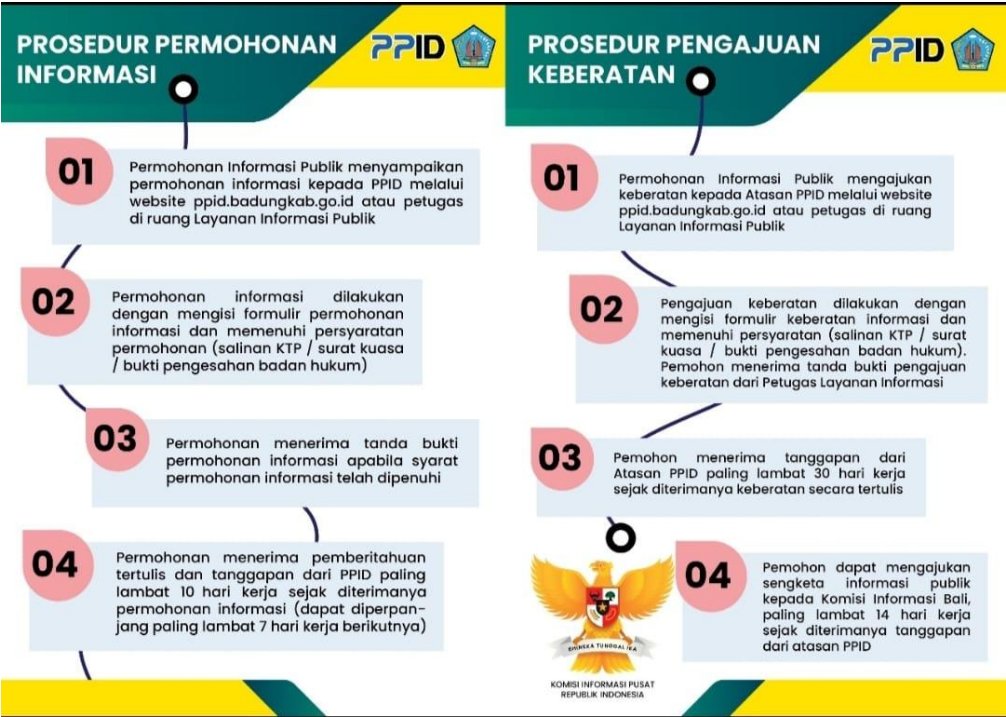 PROSEDUR PERMOHONAN
INFORMASI
PPID
01
Permohonan Informasi Publik menyampaikan
permohonan informasi kepada PPID melalui
website ppid.badungkab.go.id atau petugas
di ruang Layanan Informasi Publik
02
Permohonan informasi dilakukan
dengan mengisi formulir permohonan
informasi dan memenuhi persyaratan
permohonan (salinan KTP / surat kuasa
/ bukti pengesahan badan hukum)
03
Permohonan menerima tanda bukti
permohonan informasi apabila syarat
permohonan informasi telah dipenuhi
04
Permohonan menerima pemberitahuan
tertulis dan tanggapan dari PPID paling
lambat 10 hari kerja sejak diterimanya
permohonan informasi (dapat diperpan-
jang paling lambat 7 hari kerja berikutnya)
PROSEDUR PENGAJUAN
KEBERATAN
PPID
01
Permohonan Informasi Publik mengajukan
keberatan kepada Atasan PPID melalui website
ppid.badungkab.go.id atau petugas di ruang
Layanan Informasi Publik
02
Pengajuan keberatan dilakukan dengan
mengisi formulir keberatan informasi dan
memenuhi persyaratan (salinan KTP / surat
kuasa / bukti pengesahan badan hukum).
Pemohon menerima tanda bukti pengajuan
keberatan dari Petugas Layanan Informasi
03
Pemohon menerima tanggapan dari
Atasan PPID paling lambat 30 hari kerja
sejak diterimanya keberatan secara tertulis
04
Pemohon dapat mengajukan
sengketa informasi publik
kepada Komisi Informasi Bali,
paling lambat 14 hari kerja
sejak diterimanya tanggapan
dari atasan PPID
BHINNEKA TUNGGAL IKA
KOMISI INFORMASI PUSAT
REPUBLIK INDONESIA